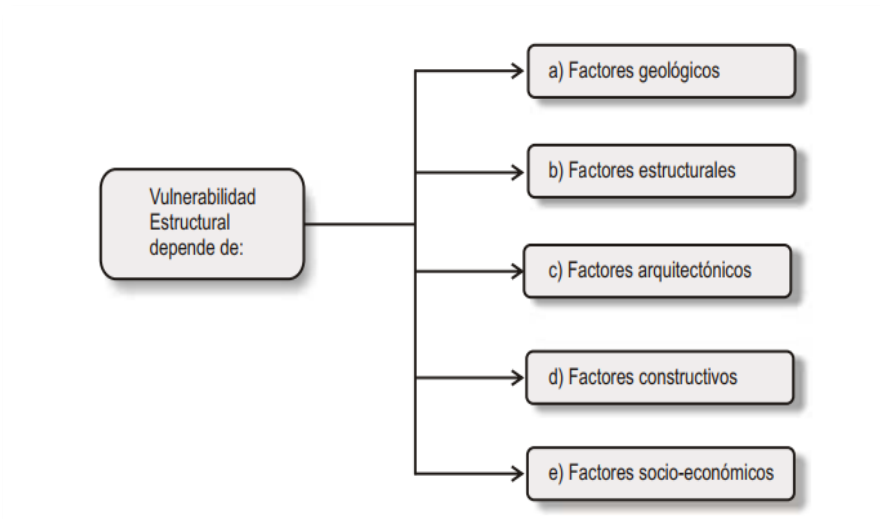 Vulnerabilidad
Estructural
depende de:
a) Factores geológicos
b) Factores estructurales
c) Factores arquitectónicos
d) Factores constructivos
e) Factores socio-económicos